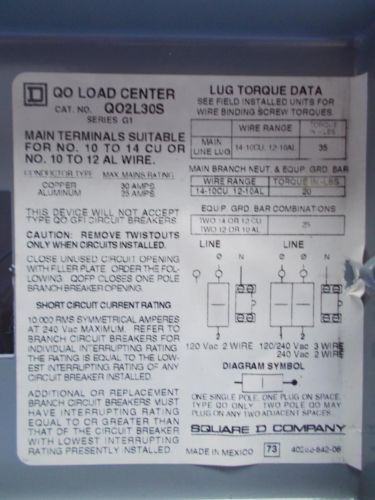 D QO LOAD CENTER
CAT. NO. QO2L30S
SERIES G1
MAIN TERMINALS SUITABLE
FOR NO. 10 TO 14 CU OR
NO. 10 TO 12 AL WIRE.
CONDUCTOR TYPE MAX MAINS RATING
COPPER 30 AMPS
ALUMINUM 25 AMPS
THIS DEVICE WILL NOT ACCEPT
TYPE QO GFI CIRCUIT BREAKERS.
CAUTION: REMOVE TWISTOUTS
ONLY WHEN CIRCUITS INSTALLED.
CLOSE UNUSED CIRCUIT OPENING
WITH FILLER PLATE. ORDER THE FOL-
LOWING. QOFP CLOSES ONE POLE
BRANCH BREAKER OPENING.
SHORT CIRCUIT CURRENT RATING
10,000 RMS SYMMETRICAL AMPERES
AT 240 Vac MAXIMUM. REFER TO
BRANCH CIRCUIT BREAKERS FOR
INDIVIDUAL INTERRUPTING RATING.
THE RATING IS EQUAL TO THE LOW-
EST INTERRUPTING RATING OF ANY
CIRCUIT BREAKER INSTALLED.
ADDITIONAL OR REPLACEMENT
BRANCH CIRCUIT BREAKERS MUST
HAVE INTERRUPTING RATING
EQUAL TO OR GREATER THAN
THAT OF THE CIRCUIT BREAKER
WITH LOWEST INTERRUPTING
RATING PRESENTLY INSTALLED.
LUG TORQUE DATA
SEE FIELD INSTALLED UNITS FOR
WIRE BINDING SCREW TORQUES.
WIRE RANGE TORQUE IN-LBS
MAIN LINE LUG 14-10CU, 12-10AL 35
MAIN BRANCH NEUT. & EQUP. GRD. BAR
WIRE RANGE TORQUE IN-LBS
14-10CU 12-10AL 20
EQUIP. GRD. BAR COMBINATIONS
TWO 14 OR 12 CU
TWO 12 OR 10 AL 25
LINE LINE
Ø N Ø Ø N
120 Vac 2 WIRE 120/240 Vac 3 WIRE
240 Vac 2 WIRE
DIAGRAM SYMBOL
ONE SINGLE POLE, ONE PLUG ON SPACE,
TYPE QO ONLY. TWO POLE QO MAY
PLUG ON ANY TWO ADJACENT SPACES.
SQUARE D COMPANY
MADE IN MEXICO 73 40283-842-06